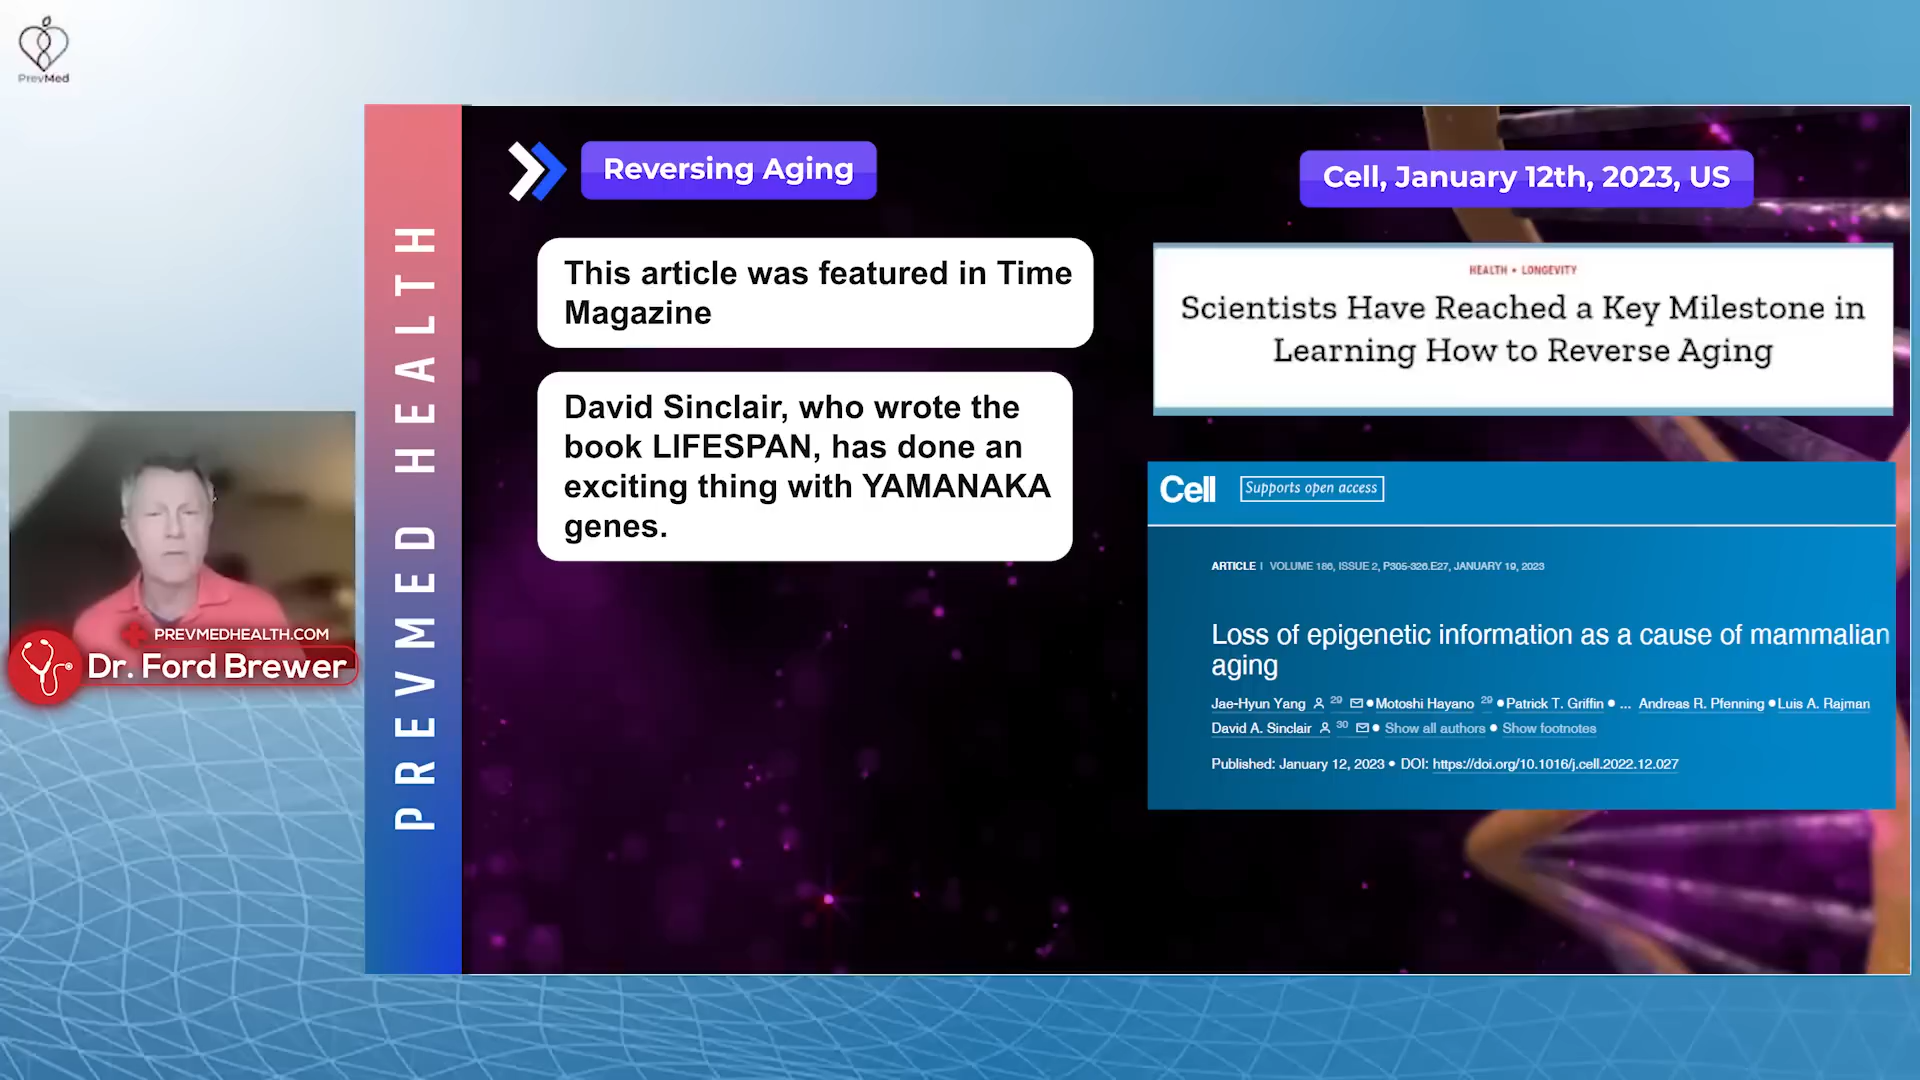 PrevMed
PREVMED HEALTH
Reversing Aging
This article was featured in Time
Magazine
David Sinclair, who wrote the
book LIFESPAN, has done an
exciting thing with YAMANAKA
genes.
Cell, January 12th, 2023, US
HEALTH • LONGEVITY
Scientists Have Reached a Key Milestone in
Learning How to Reverse Aging
Cell Supports open access
ARTICLE | VOLUME 186, ISSUE 2, P305-326.E27, JANUARY 19, 2023
Loss of epigenetic information as a cause of mammalian
aging
Jae-Hyun Yang 29 • Motoshi Hayano 29 • Patrick T. Griffin • ... Andreas R. Pfenning • Luis A. Rajman
David A. Sinclair 30 • Show all authors • Show footnotes
Published: January 12, 2023 • DOI: https://doi.org/10.1016/j.cell.2022.12.027
PREVMEDHEALTH.COM
Dr. Ford Brewer